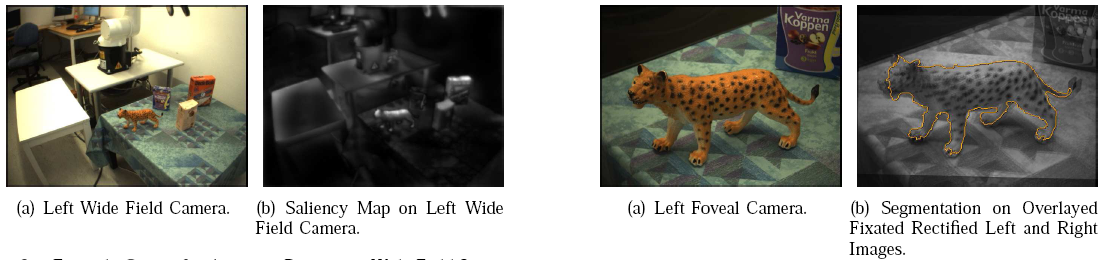 Varma
Koppen
(a) Left Wide Field Camera.
(b) Saliency Map on Left Wide
Field Camera.
(a) Left Foveal Camera.
(b) Segmentation on Overlayed
Fixated Rectified Left and Right
Images.